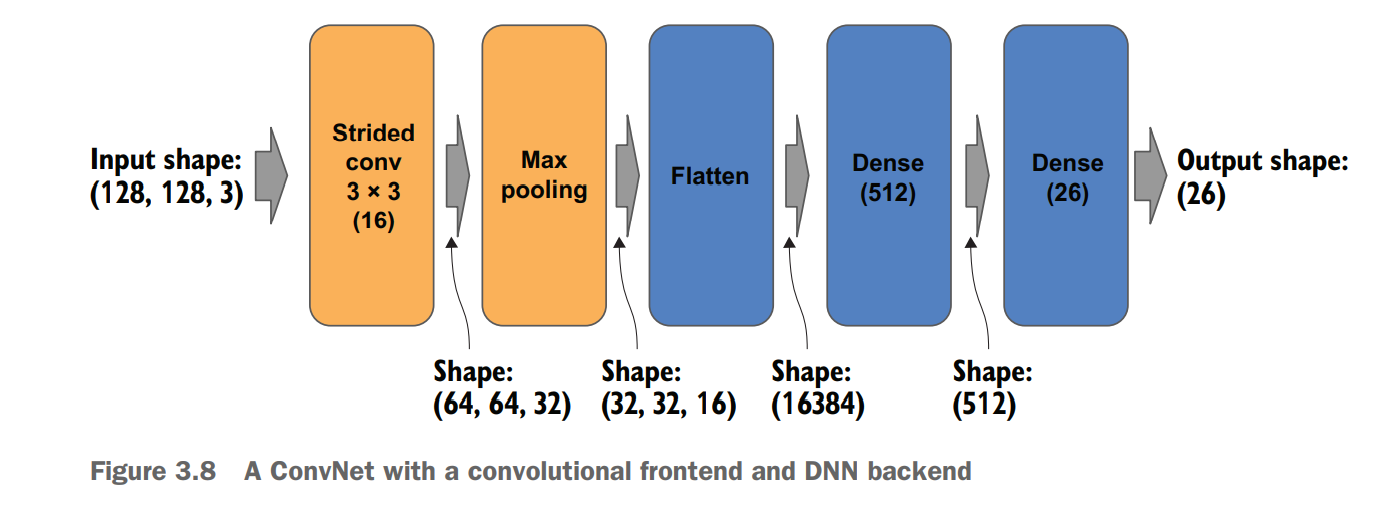 Input shape:
(128, 128, 3)
Strided
conv
3 × 3
(16)
Max
pooling
Flatten
Dense
(512)
Dense
(26)
Output shape:
(26)
Shape:
(64, 64, 32)
Shape:
(32, 32, 16)
Shape:
(16384)
Shape:
(512)
Figure 3.8 A ConvNet with a convolutional frontend and DNN backend